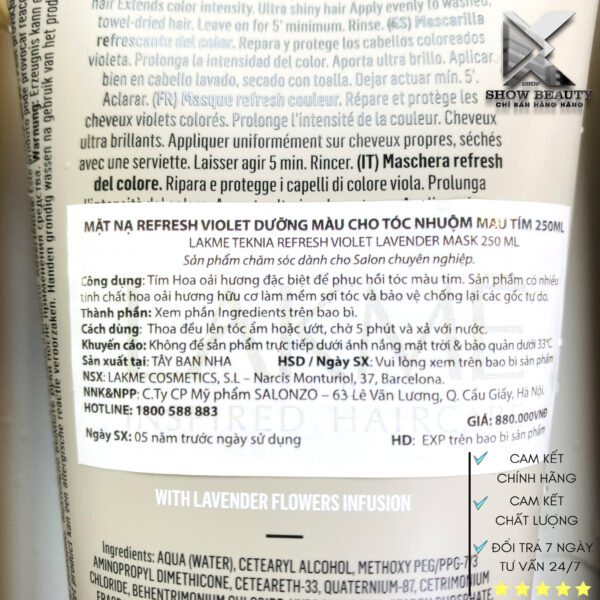 hair Extends color intensity. Ultra shiny hair Apply evenly to washed,
towel-dried hair. Leave on for 5' minimum. Rinse. (ES) Mascarilla
refrescante del color. Repara y protege los cabellos coloreados
violeta. Prolonga la intensidad del color. Aporta ultra brillo. Aplicar
bien en cabello lavado, secado con toalla. Dejar actuar mín. 5'.
Aclarar. (FR) Masque refresh couleur. Répare et protège les
cheveux violets colorés. Prolonge l'intensité de la couleur. Cheveux
ultra brillants. Appliquer uniformément sur cheveux propres, séchés
avec une serviette. Laisser agir 5 min. Rincer. (IT) Maschera refresh
del colore. Ripara e protegge i capelli di colore viola. Prolunga
SHOP
SHOW BEAUTY
CHỈ BÁN HÀNG HÃNG
MẶT NẠ REFRESH VIOLET DƯỠNG MÀU CHO TÓC NHUỘM MÀU TÍM 250ML
LAKME TEKNIA REFRESH VIOLET LAVENDER MASK 250 ML
Sản phẩm chăm sóc dành cho Salon chuyên nghiệp.
Công dụng: Tím Hoa oải hương đặc biệt để phục hồi tóc màu tím. Sản phẩm có nhiều
tinh chất hoa oải hương hữu cơ làm mềm sợi tóc và bảo vệ chống lại các gốc tự do.
Thành phần: Xem phần Ingredients trên bao bì.
Cách dùng: Thoa đều lên tóc ẩm hoặc ướt, chờ 5 phút và xả với nước.
Khuyến cáo: Không để sản phẩm trực tiếp dưới ánh nắng mặt trời & bảo quản dưới 33°C.
Sản xuất tại: TÂY BAN NHA HSD / Ngày SX: Vui lòng xem trên bao bì sản phẩm
NSX: LAKME COSMETICS, S.L – Narcís Monturiol, 37, Barcelona.
NNK&NPP: C.Ty CP Mỹ phẩm SALONZO – 63 Lê Văn Lương, Q. Cầu Giấy, Hà Nội.
HOTLINE: 1800 588 883
GIÁ: 880.000VNĐ
Ngày SX: 05 năm trước ngày sử dụng HD: EXP trên bao bì sản phẩm
WITH LAVENDER FLOWERS INFUSION
Ingredients: AQUA (WATER), CETEARYL ALCOHOL, METHOXY PEG/PPG-7/3
AMINOPROPYL DIMETHICONE, CETEARETH-33, QUATERNIUM-87, CETRIMONIUM
CHLORIDE, BEHENTRIMONIUM
CAM KẾT
CHÍNH HÃNG
CAM KẾT
CHẤT LƯỢNG
ĐỔI TRẢ 7 NGÀY
TƯ VẤN 24/7